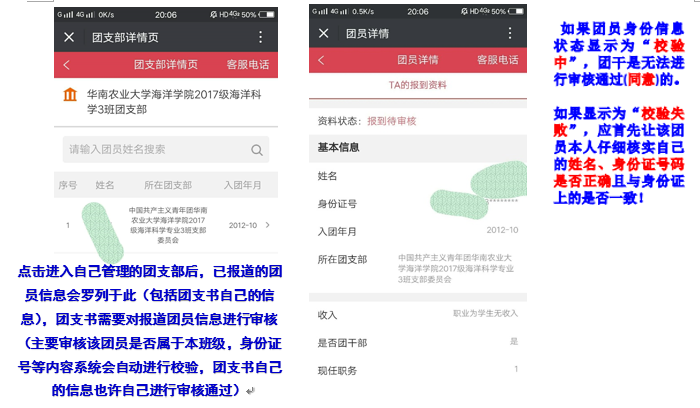 G 4G 0K/s 20:06 HD 4G 50%
× 团支部详情页
团支部详情页 客服电话
华南农业大学海洋学院2017级海洋科
学3班团支部
请输入团员姓名搜索
序号 姓名 所在团支部 入团年月
1 中国共产主义青年团华南
农业大学海洋学院2017
级海洋科学专业3班支部
委员会
2012-10
点击进入自己管理的团支部后，已报道的团
员信息会罗列于此（包括团支书自己的信
息），团支书需要对报道团员信息进行审核
（主要审核该团员是否属于本班级，身份证
号等内容系统会自动进行校验，团支书自己
的信息也许自己进行审核通过）
G 4G 0.5K/s 20:06 HD 4G 50%
× 团员详情
团员详情 客服电话
TA的报到资料
资料状态： 报到待审核
基本信息
姓名
身份证号 ********
入团年月 2012-10
所在团支部 中国共产主义青年团华南农业大
学海洋学院2017级海洋科学专业
3班支部委员会
收入 职业为学生无收入
是否团干部 是
现任职务 1
如果团员身份信息
状态显示为“校验
中”，团干是无法进
行审核通过(同意)的。
如果显示为“校验失
败”，应首先让该团
员本人仔细核实自己
的姓名、身份证号码
是否正确且与身份证
上的是否一致！